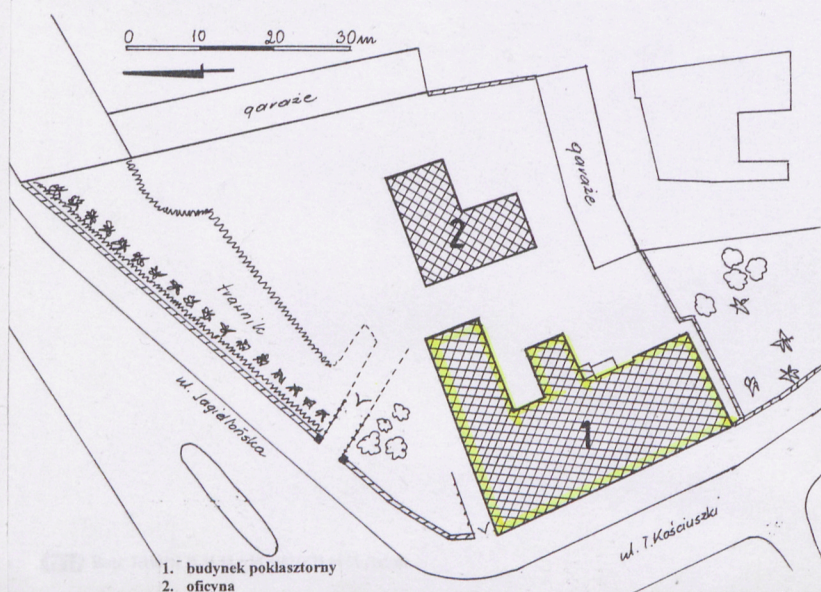 0 10 20 30m
garaże
garaże
2
trawnik
ul. Jagiellońska
1
ul. T. Kościuszki
1. budynek poklasztorny
2. oficyna